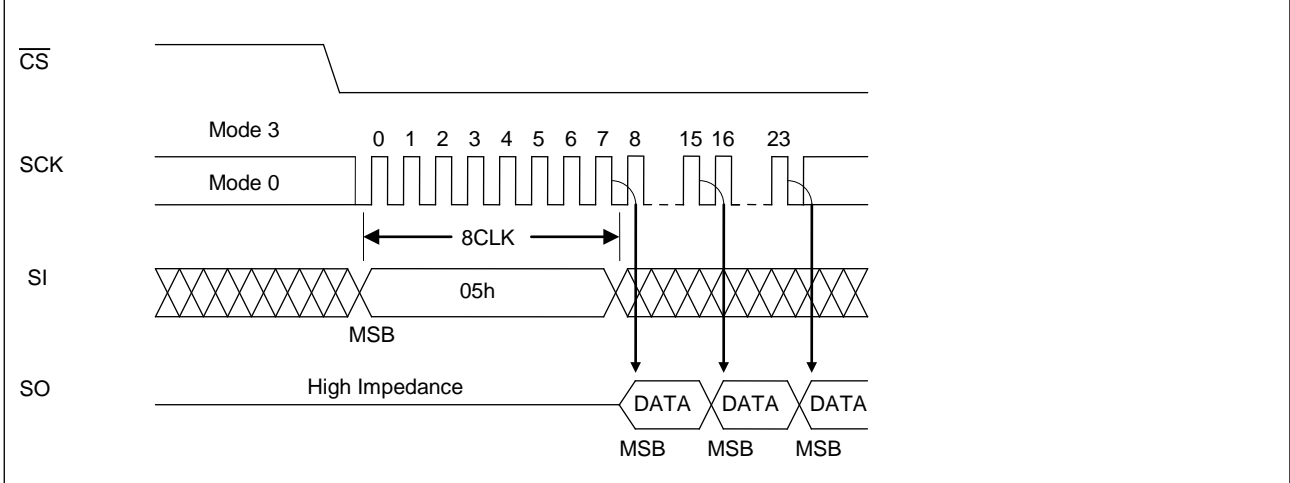 CS
Mode 3
0 1 2 3 4 5 6 7 8 15 16 23
SCK
Mode 0
8CLK
SI
05h
MSB
High Impedance
SO
DATA DATA DATA
MSB MSB MSB